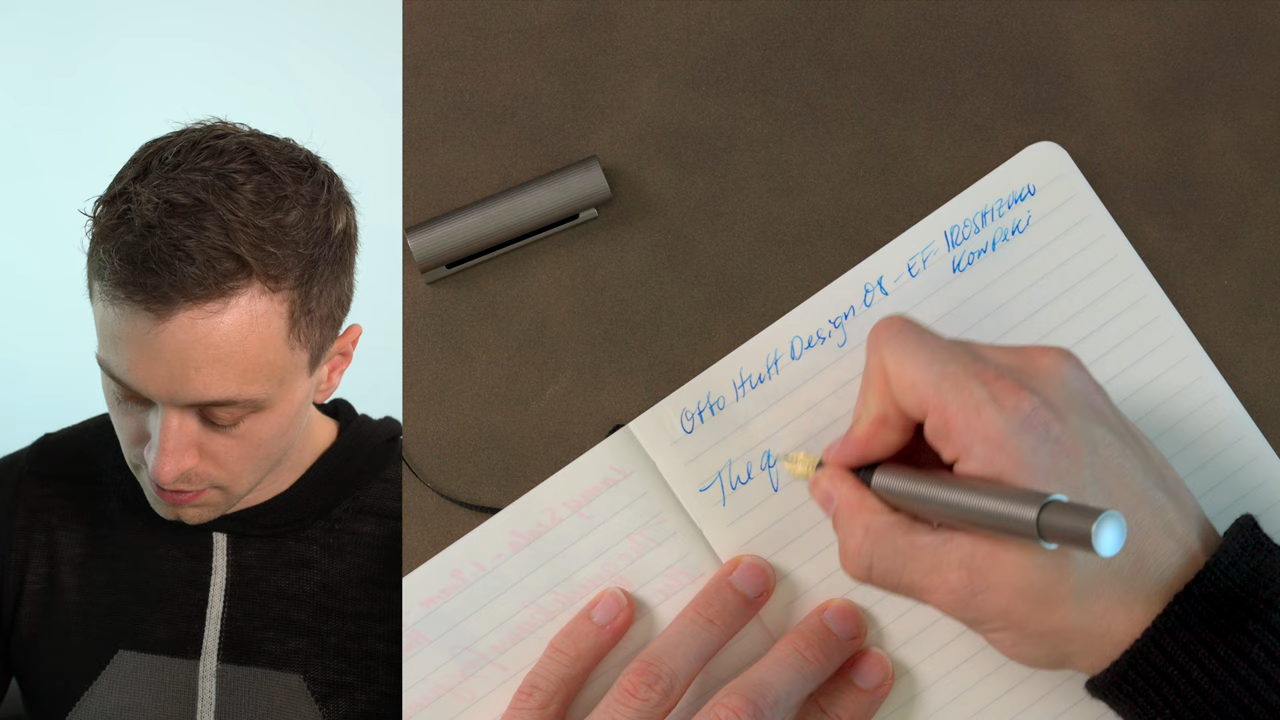 Otto Hutt Design 08 - EF - IROSHIZUKU
Kon Peki
The q